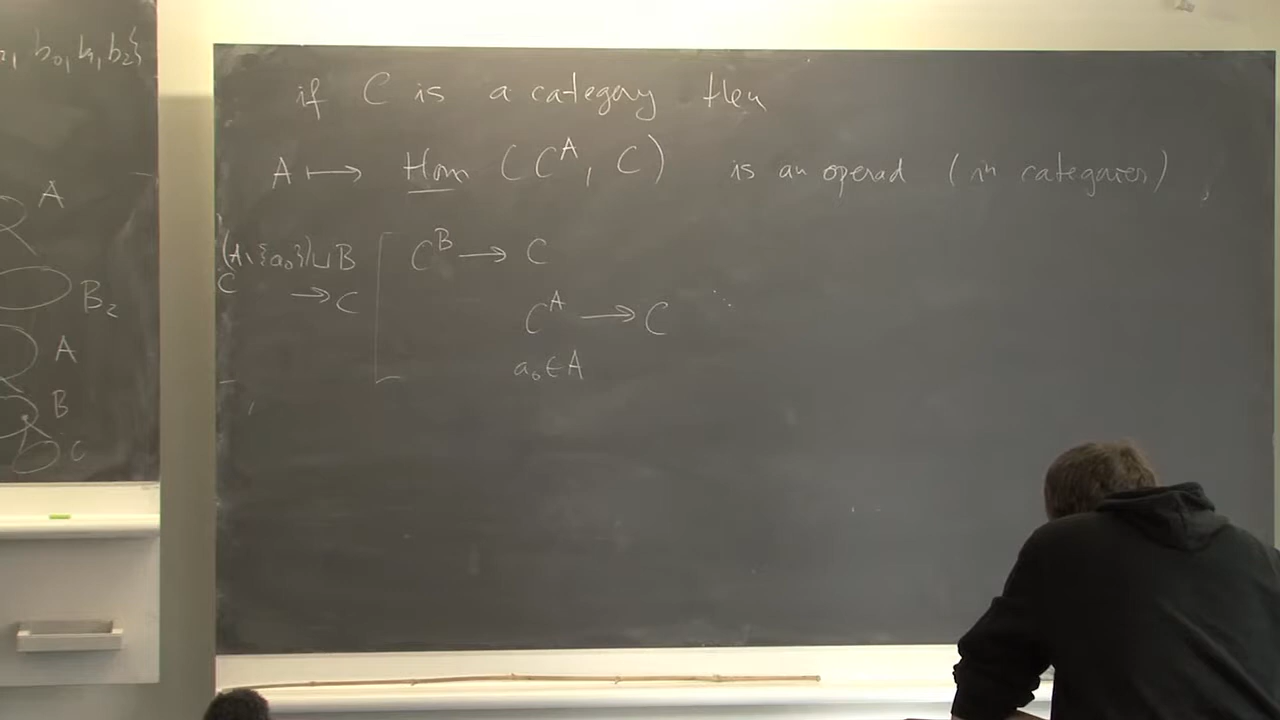 b₀, b₁, b₂}
A
B₂
A
B
C
if C is a category then
A ⟼ Hom (C^A, C) is an operad (in categories),
(A∖{a₀})⊔B
C → C
C^B → C
C^A → C
a₀ ∈ A